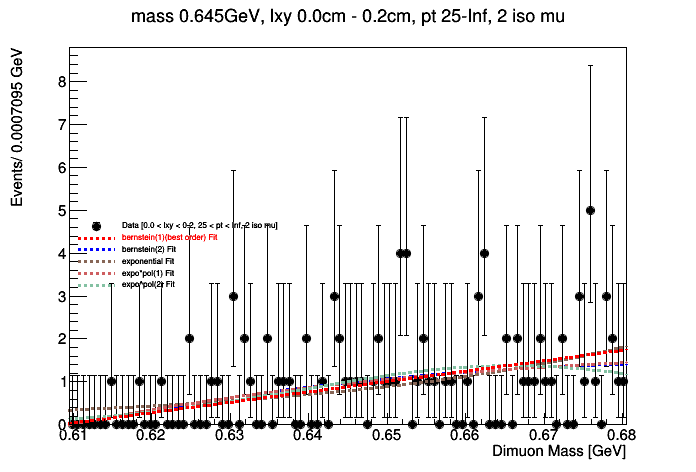 mass 0.645GeV, lxy 0.0cm - 0.2cm, pt 25-Inf, 2 iso mu
Events/ 0.0007095 GeV
8
7
6
5
4
3
2
1
0
Data [0.0 < lxy < 0.2, 25 < pt < Inf, 2 iso mu]
bernstein(1)(best order) Fit
bernstein(2) Fit
exponential Fit
expo*pol(1) Fit
expo*pol(2) Fit
0.61 0.62 0.63 0.64 0.65 0.66 0.67 0.68
Dimuon Mass [GeV]